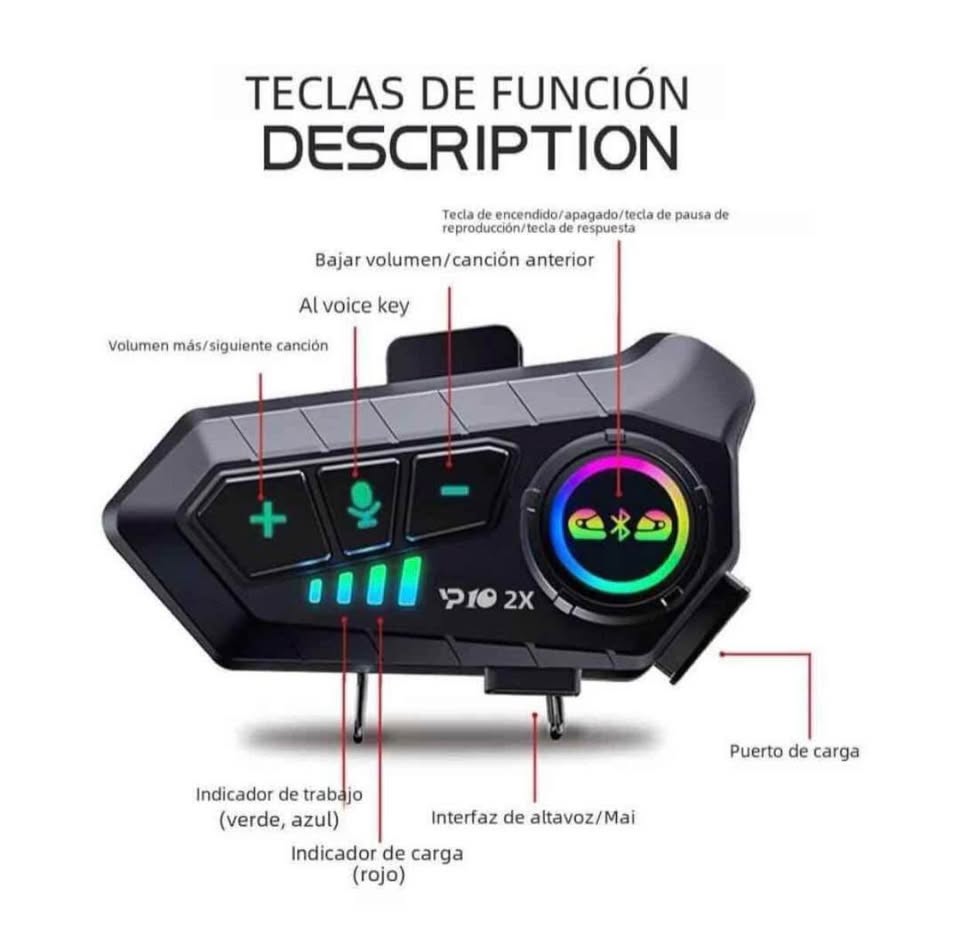 TECLAS DE FUNCIÓN
DESCRIPTION
Tecla de encendido/apagado/tecla de pausa de
reproducción/tecla de respuesta
Bajar volumen/canción anterior
Al voice key
Volumen más/siguiente canción
P10 2X
Puerto de carga
Indicador de trabajo
(verde, azul)
Interfaz de altavoz/Mai
Indicador de carga
(rojo)